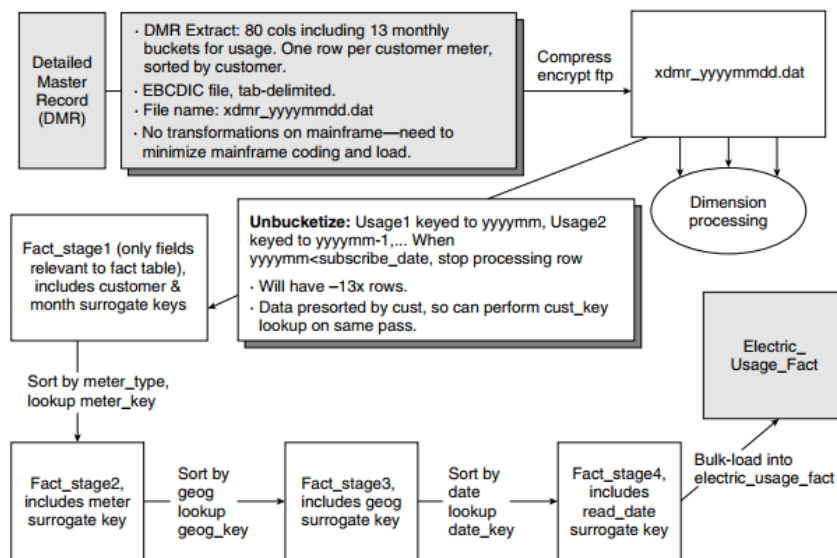 Detailed
Master
Record
(DMR)
· DMR Extract: 80 cols including 13 monthly
buckets for usage. One row per customer meter,
sorted by customer.
· EBCDIC file, tab-delimited.
· File name: xdmr_yyyymmdd.dat
· No transformations on mainframe—need to
minimize mainframe coding and load.
Compress
encrypt ftp
xdmr_yyyymmdd.dat
Dimension
processing
Unbucketize: Usage1 keyed to yyyymm, Usage2
keyed to yyyymm-1,... When
yyyymm<subscribe_date, stop processing row
· Will have –13x rows.
· Data presorted by cust, so can perform cust_key
lookup on same pass.
Fact_stage1 (only fields
relevant to fact table),
includes customer &
month surrogate keys
Sort by meter_type,
lookup meter_key
Fact_stage2,
includes meter
surrogate key
Sort by
geog
lookup
geog_key
Fact_stage3,
includes geog
surrogate key
Sort by
date
lookup
date_key
Fact_stage4,
includes
read_date
surrogate key
Bulk-load into
electric_usage_fact
Electric_
Usage_Fact